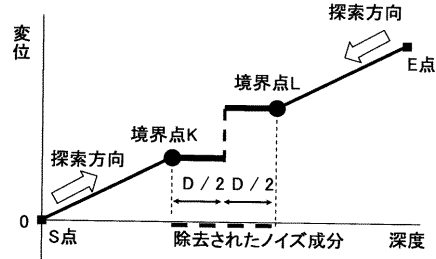 変位
探索方向
E点
境界点L
境界点K
探索方向
D／2 D／2
0
S点
除去されたノイズ成分
深度